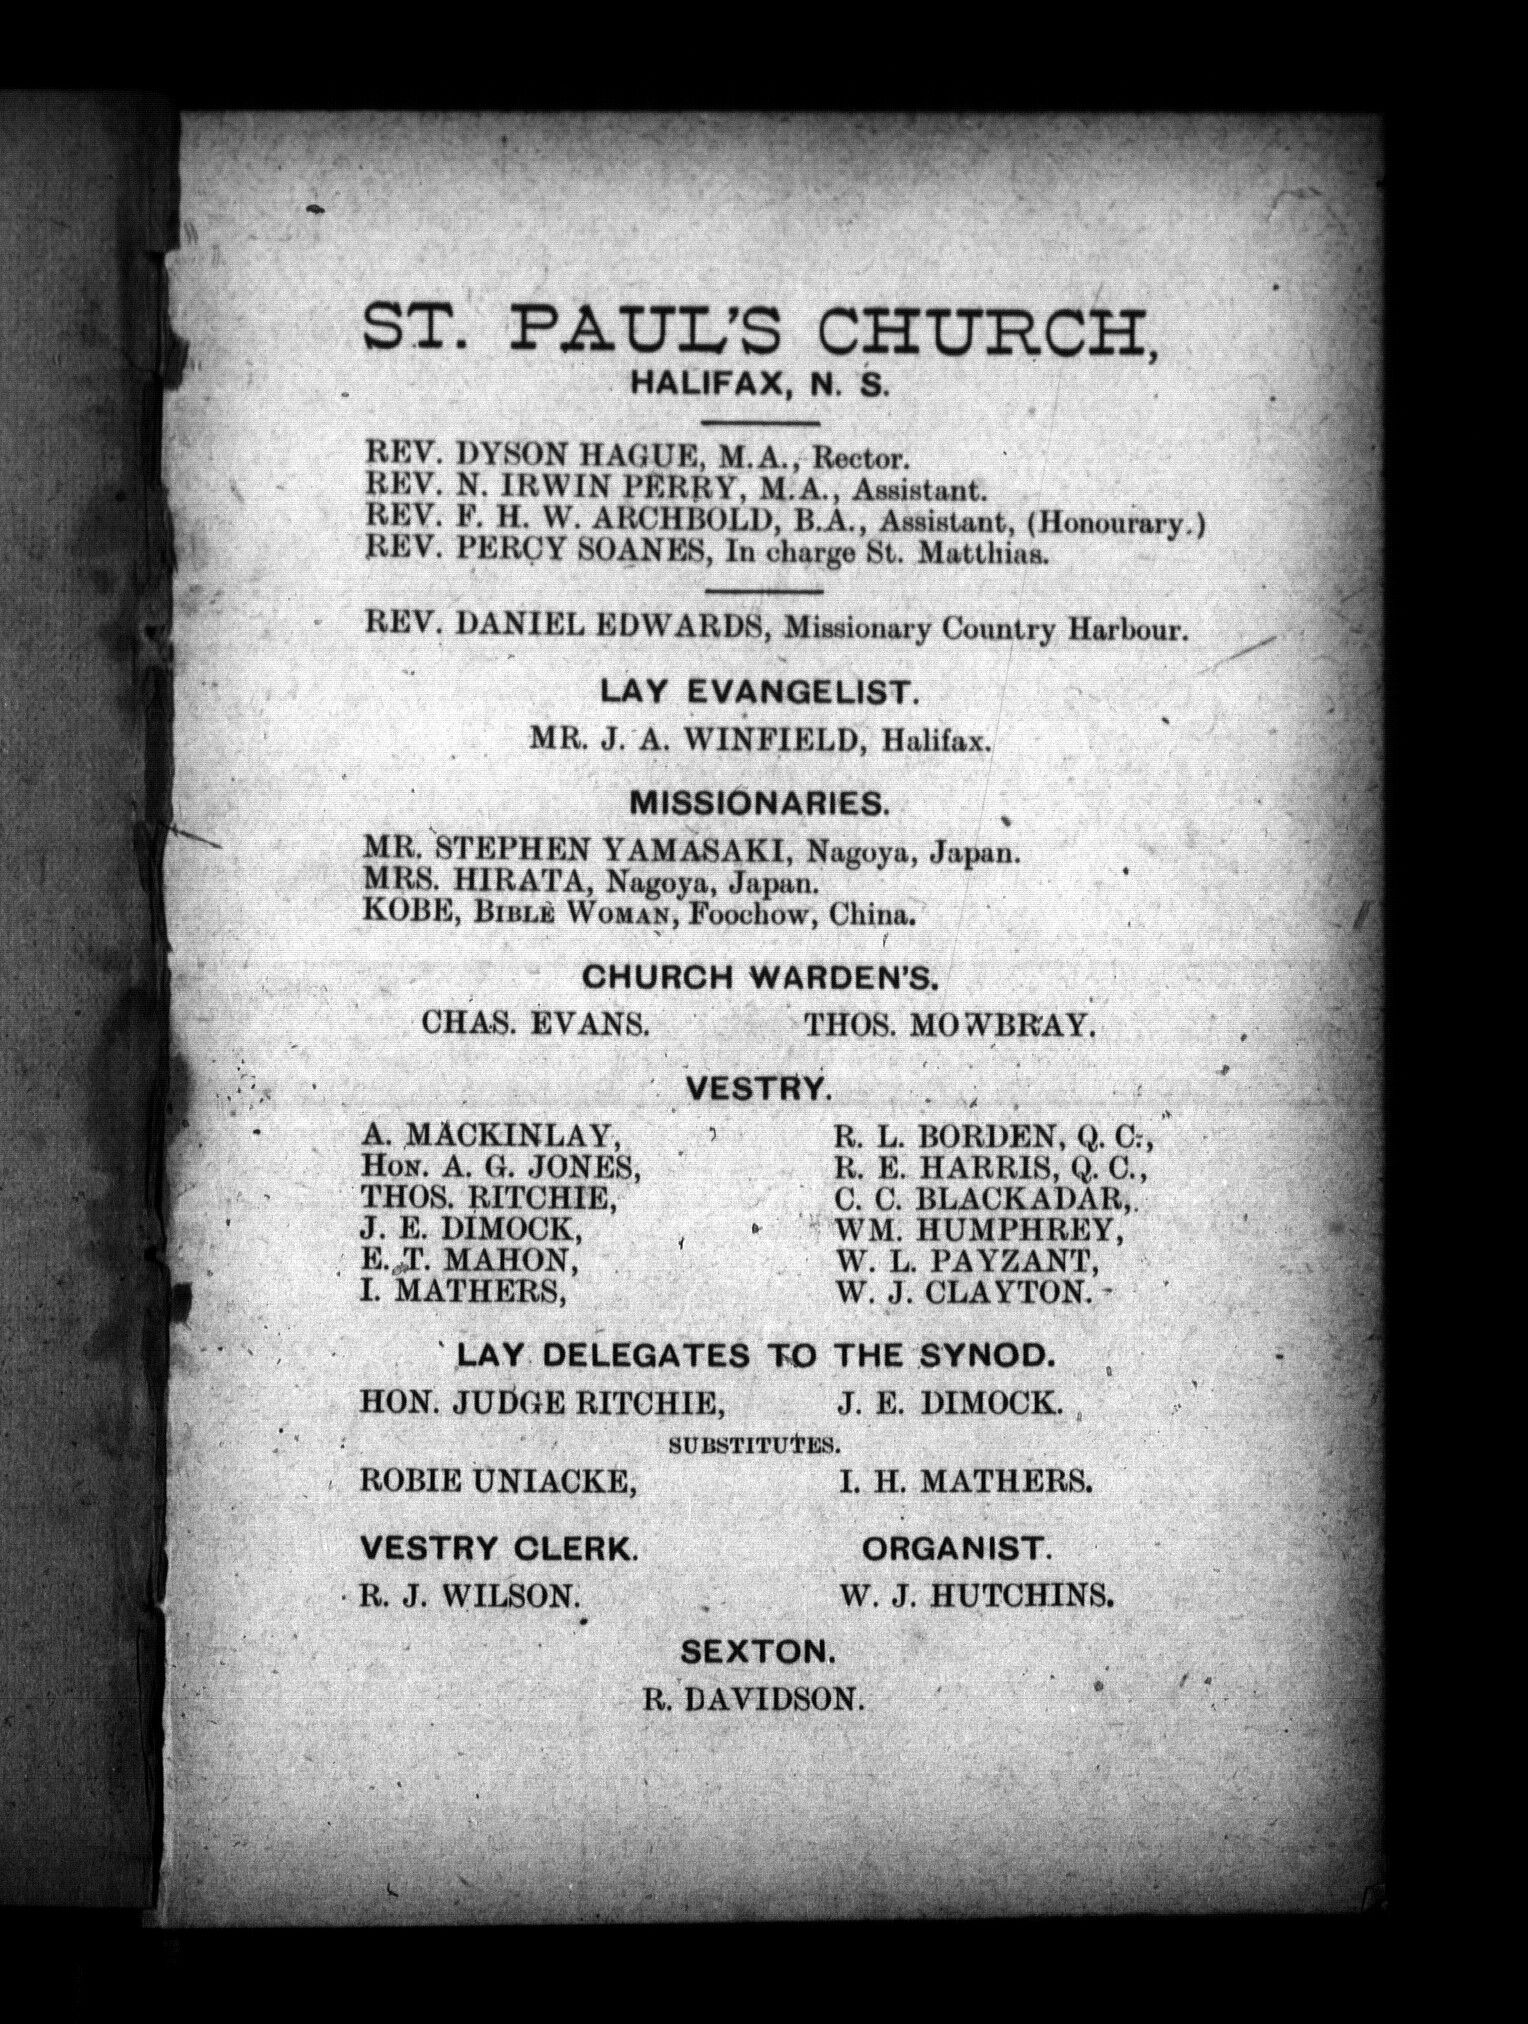 ST. PAUL'S CHURCH,
HALIFAX, N. S.
REV. DYSON HAGUE, M.A., Rector.
REV. N. IRWIN PERRY, M.A., Assistant.
REV. F. H. W. ARCHBOLD, B.A., Assistant, (Honourary.)
REV. PERCY SOANES, In charge St. Matthias.
REV. DANIEL EDWARDS, Missionary Country Harbour.
LAY EVANGELIST.
MR. J. A. WINFIELD, Halifax.
MISSIONARIES.
MR. STEPHEN YAMASAKI, Nagoya, Japan.
MRS. HIRATA, Nagoya, Japan.
KOBE, BIBLE WOMAN, Foochow, China.
CHURCH WARDEN'S.
CHAS. EVANS. THOS. MOWBRAY.
VESTRY.
A. MACKINLAY, R. L. BORDEN, Q. C.,
HON. A. G. JONES, R. E. HARRIS, Q. C.,
THOS. RITCHIE, C. C. BLACKADAR,
J. E. DIMOCK, WM. HUMPHREY,
E. T. MAHON, W. L. PAYZANT,
I. MATHERS, W. J. CLAYTON.
LAY DELEGATES TO THE SYNOD.
HON. JUDGE RITCHIE, J. E. DIMOCK.
SUBSTITUTES.
ROBIE UNIACKE, I. H. MATHERS.
VESTRY CLERK. ORGANIST.
R. J. WILSON. W. J. HUTCHINS.
SEXTON.
R. DAVIDSON.